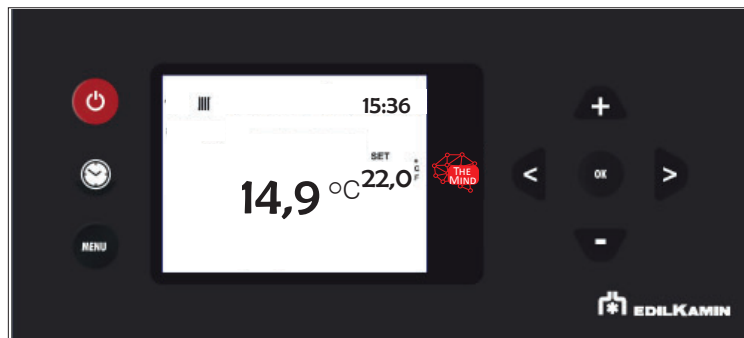 15:36
SET
22,0
°C
F
14,9 °C
THE
MIND
MENU
+
<
OK
>
-
EDILKAMIN